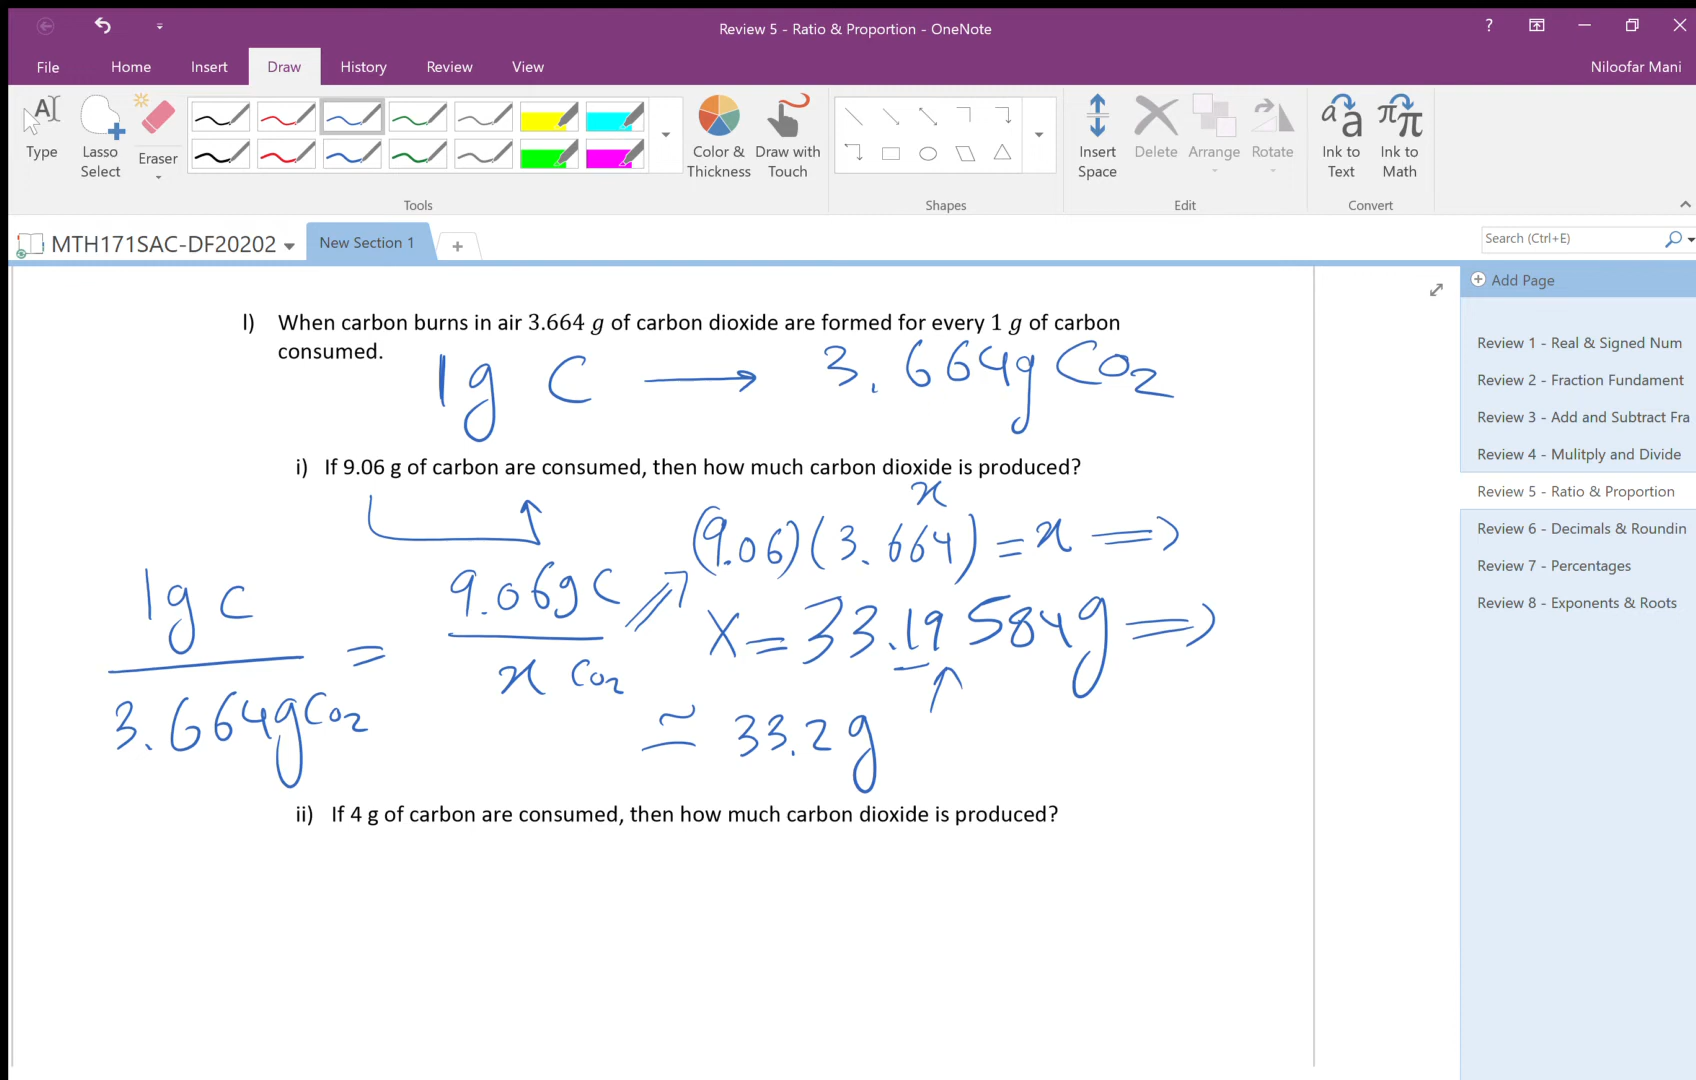 Review 5 - Ratio & Proportion - OneNote
?
File Home Insert Draw History Review View
Niloofar Mani
Type
Lasso Select
Eraser
Color & Thickness
Draw with Touch
Insert Space
Delete
Arrange
Rotate
Ink to Text
Ink to Math
Tools
Shapes
Edit
Convert
MTH171SAC-DF20202
New Section 1
+
Search (Ctrl+E)
Add Page
Review 1 - Real & Signed Num
Review 2 - Fraction Fundament
Review 3 - Add and Subtract Fra
Review 4 - Mulitply and Divide
Review 5 - Ratio & Proportion
Review 6 - Decimals & Roundin
Review 7 - Percentages
Review 8 - Exponents & Roots
l) When carbon burns in air 3.664 g of carbon dioxide are formed for every 1 g of carbon
consumed.
1g C → 3.664g CO2
i) If 9.06 g of carbon are consumed, then how much carbon dioxide is produced?
x
(9.06)(3.664) = x ⇒
1g C = 9.06g C ⇒
3.664g CO2 x CO2
x = 33.19584g ⇒
≃ 33.2g
ii) If 4 g of carbon are consumed, then how much carbon dioxide is produced?